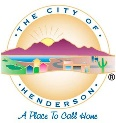 · THE CITY OF ·
HENDERSON
®
A Place To Call Home